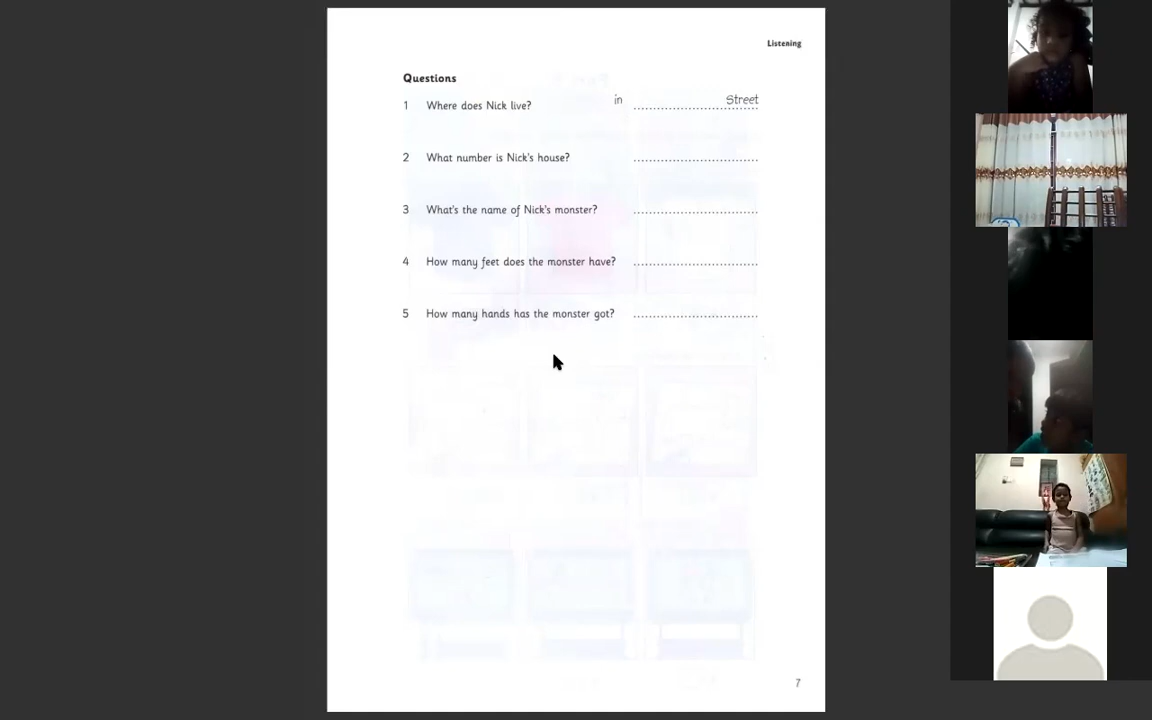 Listening
Questions
1 Where does Nick live? in ........................ Street
2 What number is Nick's house? ................................
3 What's the name of Nick's monster? ................................
4 How many feet does the monster have? ................................
5 How many hands has the monster got? ................................
7